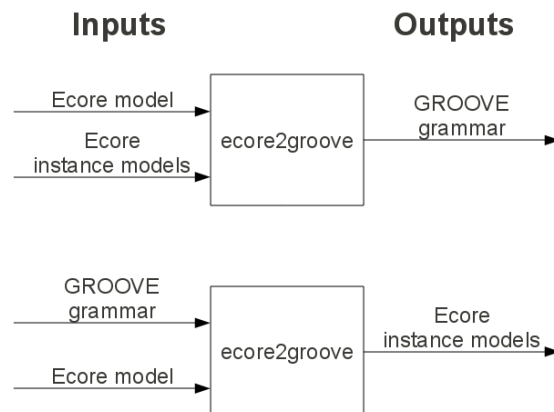 Inputs
Outputs
Ecore model
Ecore
instance models
ecore2groove
GROOVE
grammar
GROOVE
grammar
Ecore model
ecore2groove
Ecore
instance models